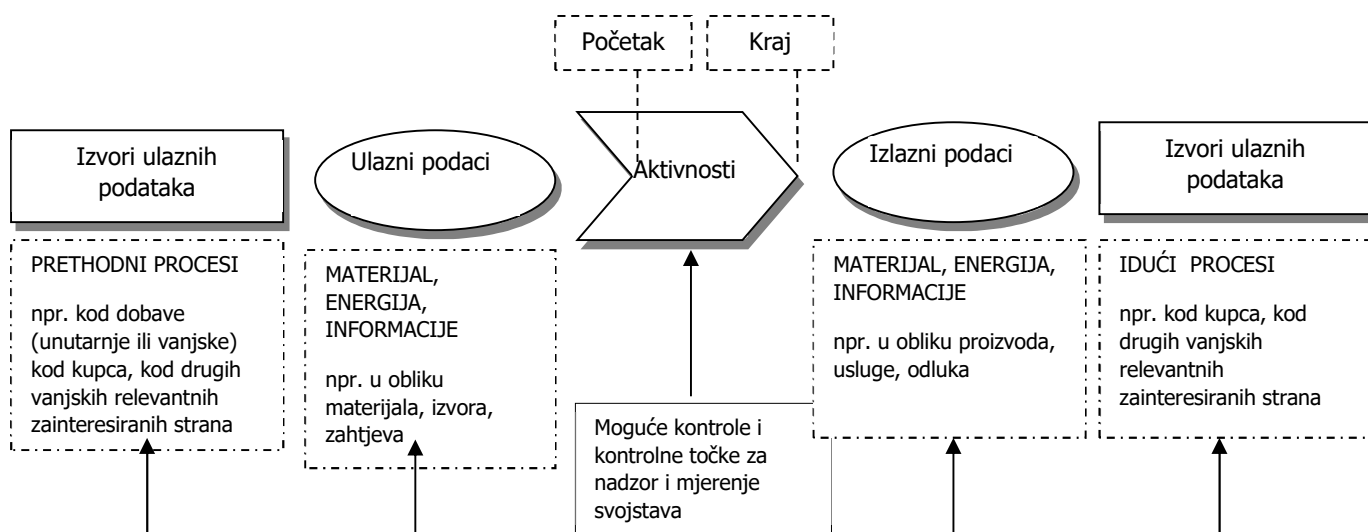 Početak
Kraj
Izvori ulaznih
podataka
Ulazni podaci
Aktivnosti
Izlazni podaci
Izvori ulaznih
podataka
PRETHODNI PROCESI
npr. kod dobave
(unutarnje ili vanjske)
kod kupca, kod drugih
vanjskih relevantnih
zainteresiranih strana
MATERIJAL,
ENERGIJA,
INFORMACIJE
npr. u obliku
materijala, izvora,
zahtjeva
Moguće kontrole i
kontrolne točke za
nadzor i mjerenje
svojstava
MATERIJAL, ENERGIJA,
INFORMACIJE
npr. u obliku proizvoda,
usluge, odluka
IDUĆI PROCESI
npr. kod kupca, kod
drugih vanjskih
relevantnih
zainteresiranih strana